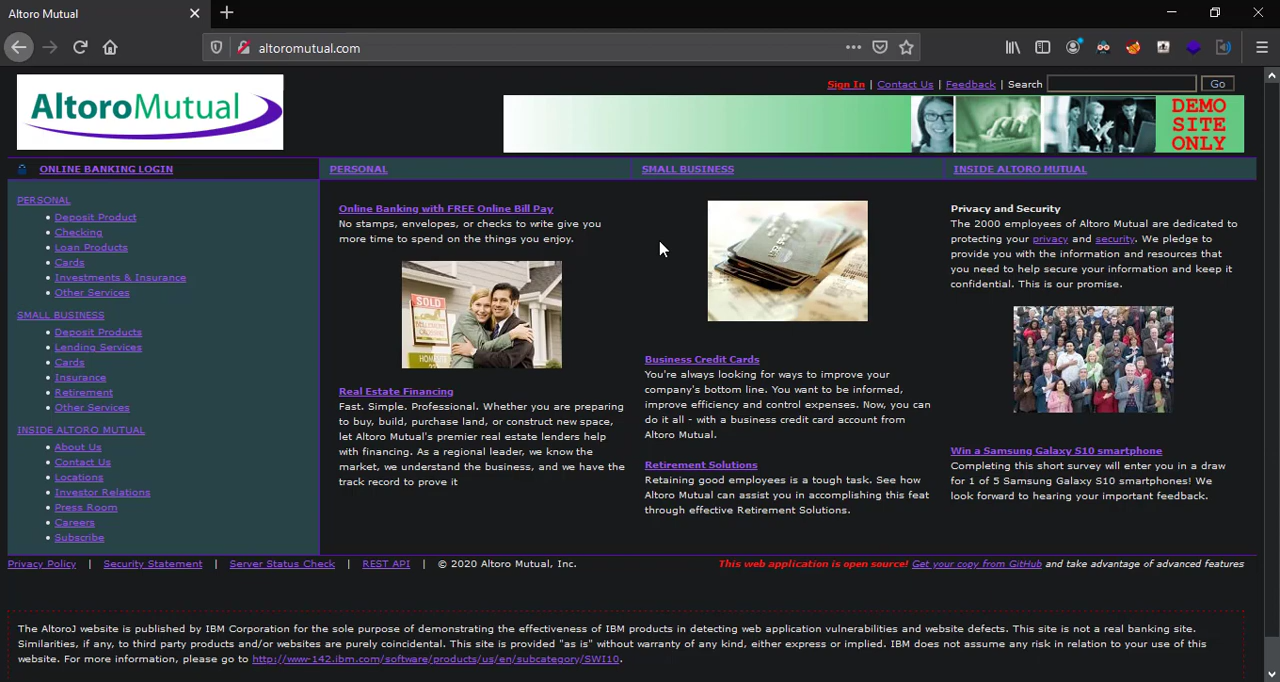 Altoro Mutual
altoromutual.com
AltoroMutual
Sign In | Contact Us | Feedback | Search Go
DEMO
SITE
ONLY
ONLINE BANKING LOGIN
PERSONAL
SMALL BUSINESS
INSIDE ALTORO MUTUAL
PERSONAL
Deposit Product
Checking
Loan Products
Cards
Investments & Insurance
Other Services
SMALL BUSINESS
Deposit Products
Lending Services
Cards
Insurance
Retirement
Other Services
INSIDE ALTORO MUTUAL
About Us
Contact Us
Locations
Investor Relations
Press Room
Careers
Subscribe
Online Banking with FREE Online Bill Pay
No stamps, envelopes, or checks to write give you
more time to spend on the things you enjoy.
SOLD
Real Estate Financing
Fast. Simple. Professional. Whether you are preparing
to buy, build, purchase land, or construct new space,
let Altoro Mutual's premier real estate lenders help
with financing. As a regional leader, we know the
market, we understand the business, and we have the
track record to prove it
Business Credit Cards
You're always looking for ways to improve your
company's bottom line. You want to be informed,
improve efficiency and control expenses. Now, you can
do it all - with a business credit card account from
Altoro Mutual.
Retirement Solutions
Retaining good employees is a tough task. See how
Altoro Mutual can assist you in accomplishing this feat
through effective Retirement Solutions.
Privacy and Security
The 2000 employees of Altoro Mutual are dedicated to
protecting your privacy and security. We pledge to
provide you with the information and resources that
you need to help secure your information and keep it
confidential. This is our promise.
Win a Samsung Galaxy S10 smartphone
Completing this short survey will enter you in a draw
for 1 of 5 Samsung Galaxy S10 smartphones! We
look forward to hearing your important feedback.
Privacy Policy | Security Statement | Server Status Check | REST API | © 2020 Altoro Mutual, Inc.
This web application is open source! Get your copy from GitHub and take advantage of advanced features
The AltoroJ website is published by IBM Corporation for the sole purpose of demonstrating the effectiveness of IBM products in detecting web application vulnerabilities and website defects. This site is not a real banking site.
Similarities, if any, to third party products and/or websites are purely coincidental. This site is provided "as is" without warranty of any kind, either express or implied. IBM does not assume any risk in relation to your use of this
website. For more information, please go to http://www-142.ibm.com/software/products/us/en/subcategory/SWI10.